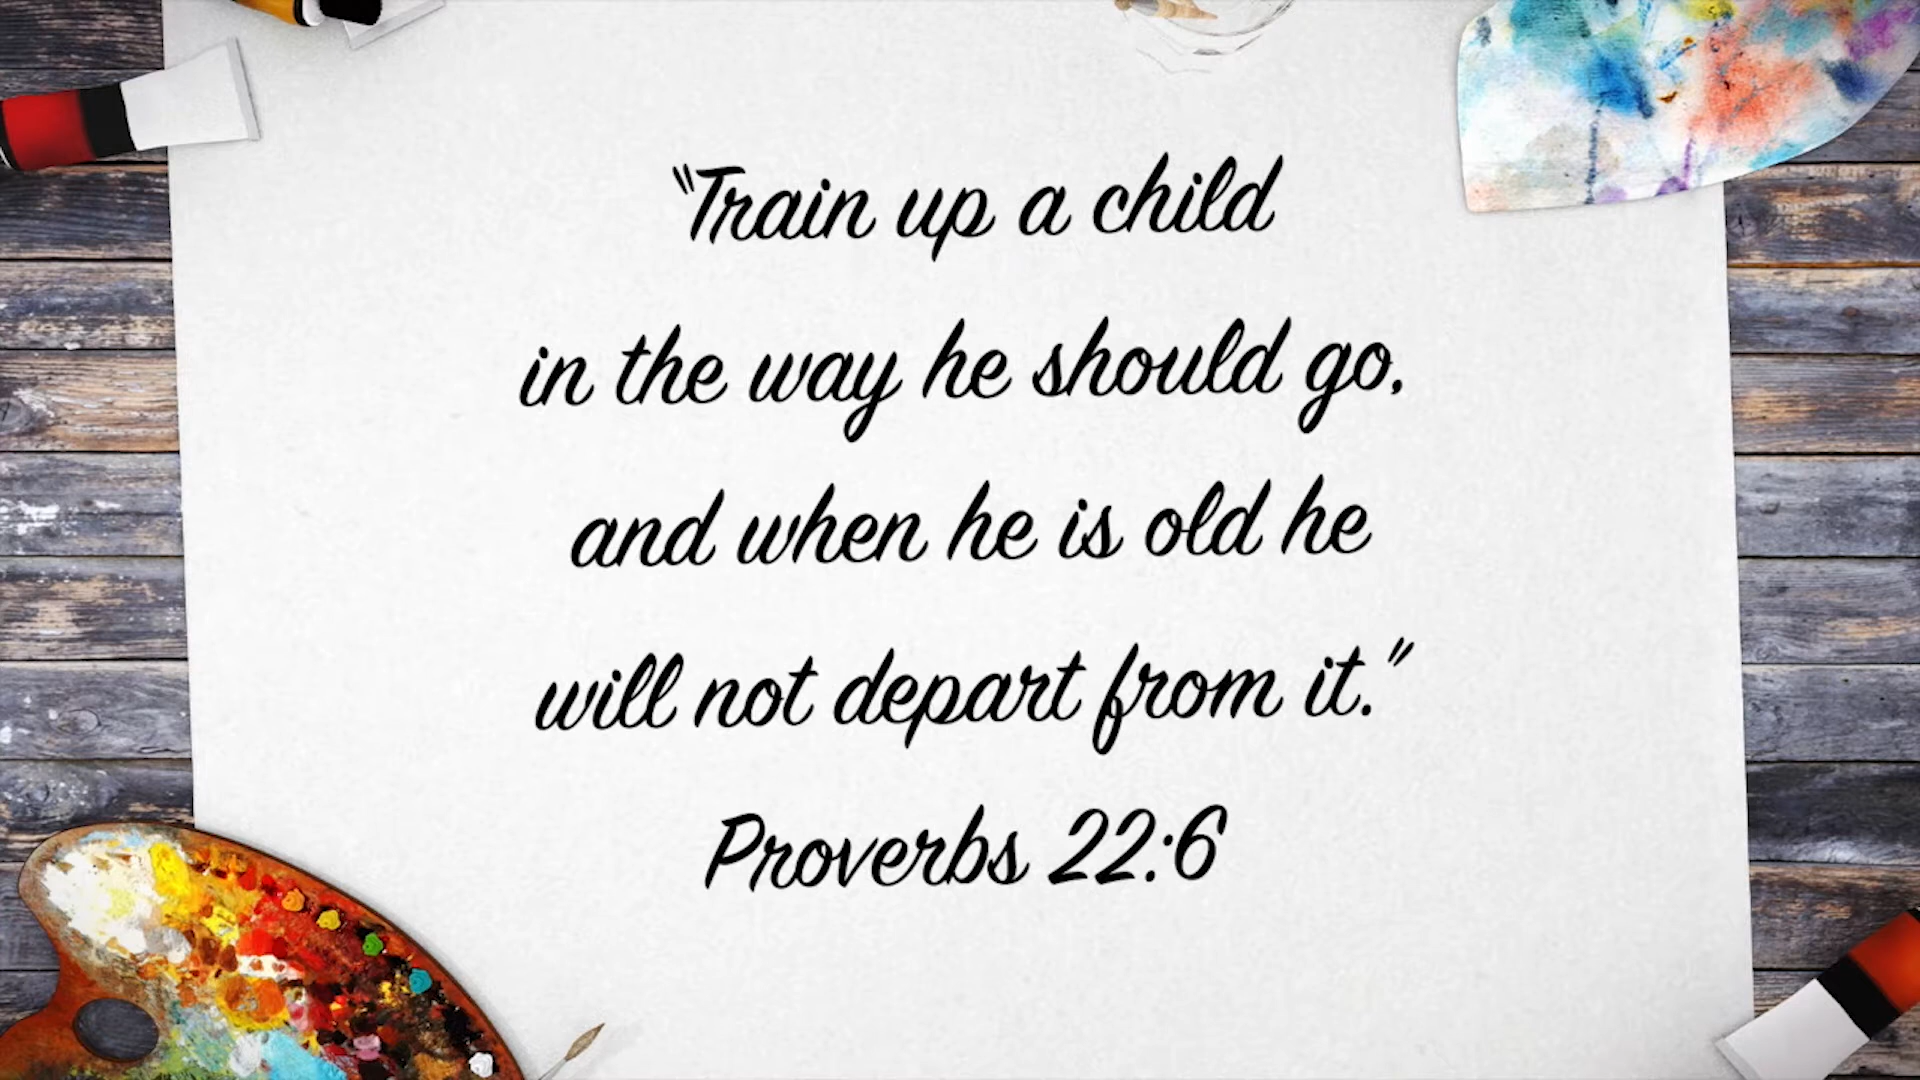 "Train up a child
in the way he should go,
and when he is old he
will not depart from it."
Proverbs 22:6